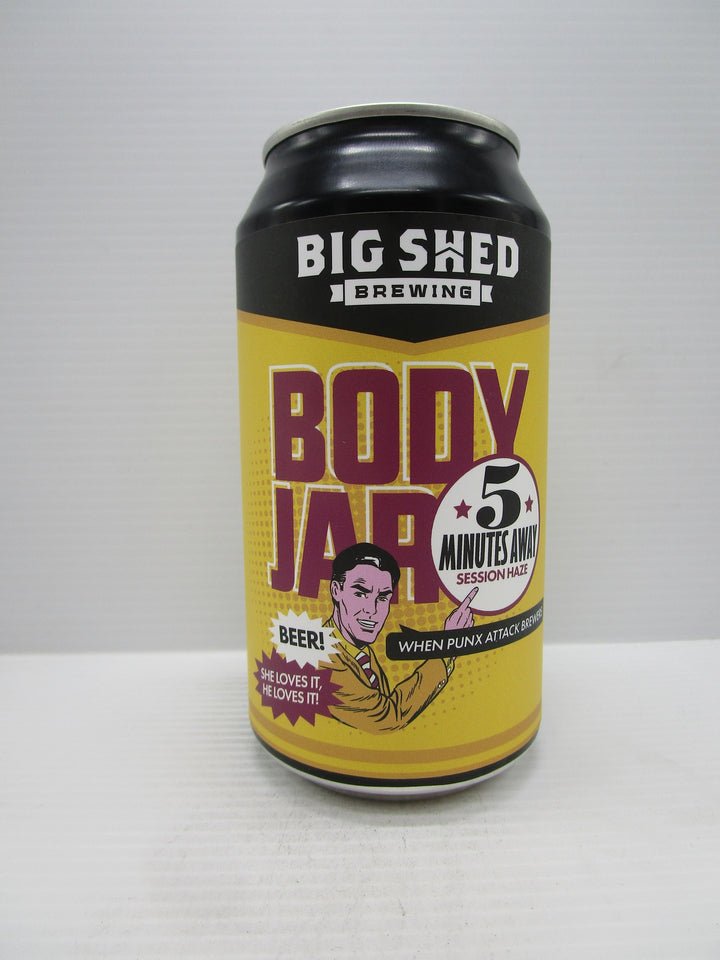 BIG SHED
BREWING
BODY
JAR
5
MINUTES AWAY
SESSION HAZE
BEER!
WHEN PUNX ATTACK BREWERS
SHE LOVES IT,
HE LOVES IT!